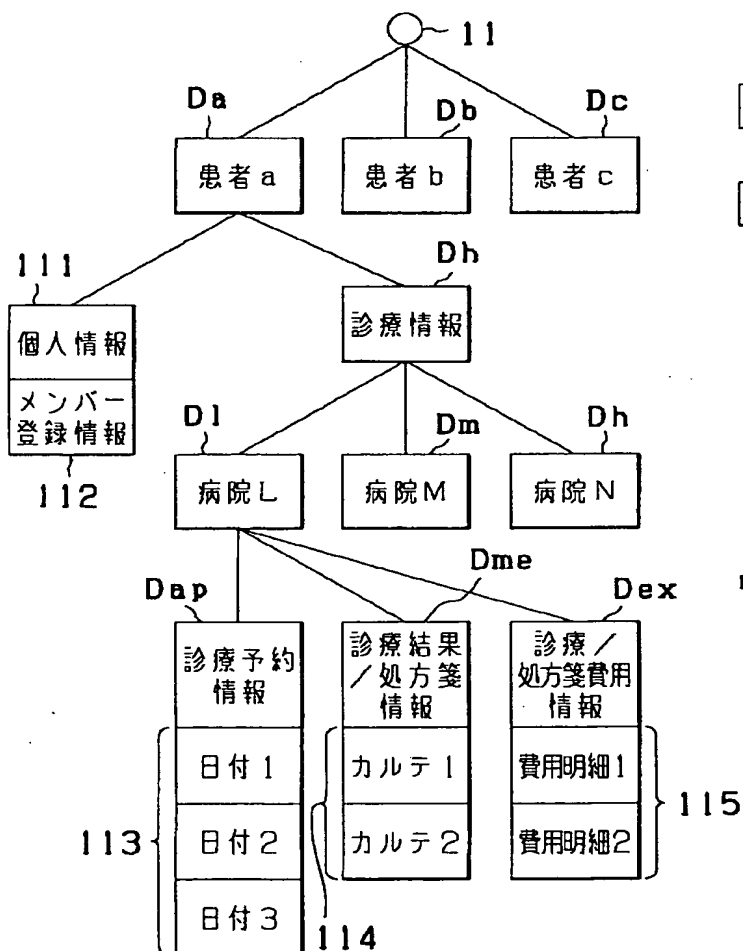 11
Da
Db
Dc
患者a
患者b
患者c
111
Dh
個人情報
診療情報
メンバー
登録情報
112
Dl
Dm
Dh
病院L
病院M
病院N
Dap
Dme
Dex
診療予約
情報
診療結果
／処方箋
情報
診療／
処方箋費用
情報
日付1
カルテ1
費用明細1
113
日付2
カルテ2
費用明細2
115
日付3
114